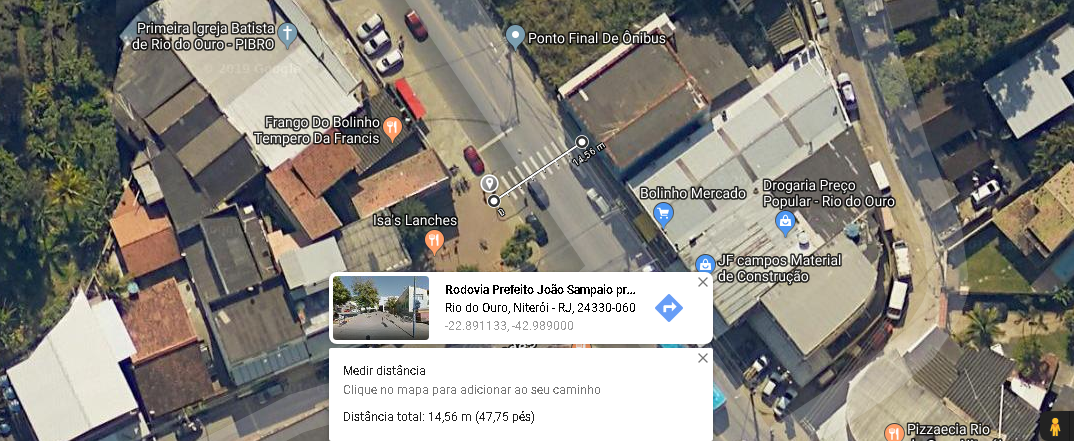 Primeira Igreja Batista
de Rio do Ouro - PIBRO
Ponto Final De Ônibus
© 2019 Google
Frango Do Bolinho
Tempero Da Francis
14,56 m
0
Bolinho Mercado
Drogaria Preço
Popular - Rio do Ouro
Isa's Lanches
JF campos Material
de Construção
Rodovia Prefeito João Sampaio pr...
Rio do Ouro, Niterói - RJ, 24330-060
-22.891133, -42.989000
Medir distância
Clique no mapa para adicionar ao seu caminho
Distância total: 14,56 m (47,75 pés)
Pizzaecia Rio